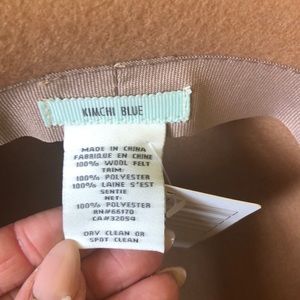 KIMCHI BLUE
MADE IN CHINA
FABRIQUE EN CHINE
100% WOOL FELT
TRIM:
100% POLYESTER
100% LAINE S'EST
SENTIE
NET:
100% POLYESTER
RN#66170
CA#32054
DRY CLEAN OR
SPOT CLEAN